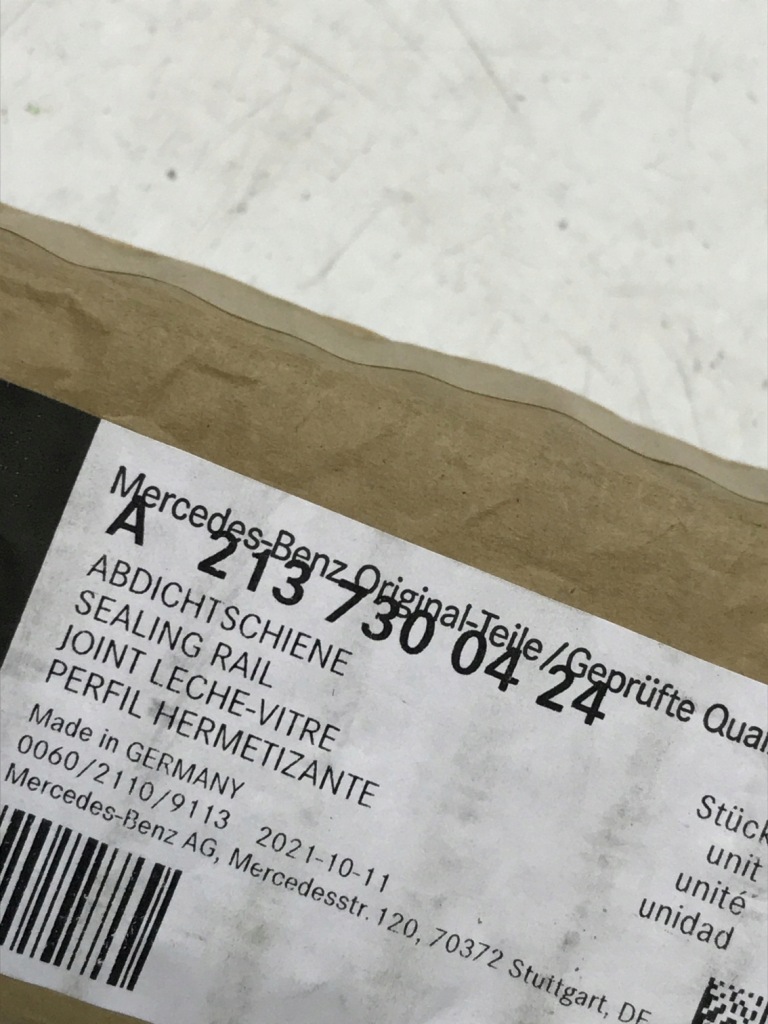 Mercedes-Benz Original-Teile/Geprüfte
A 213 730 04 24
ABDICHTSCHIENE
SEALING RAIL
JOINT LECHE-VITRE
PERFIL HERMETIZANTE
Made in GERMANY
0060/2110/9113 2021-10-11
Mercedes-Benz AG, Mercedesstr. 120, 70372 Stuttgart, DE
Stück
unit
unité
unidad